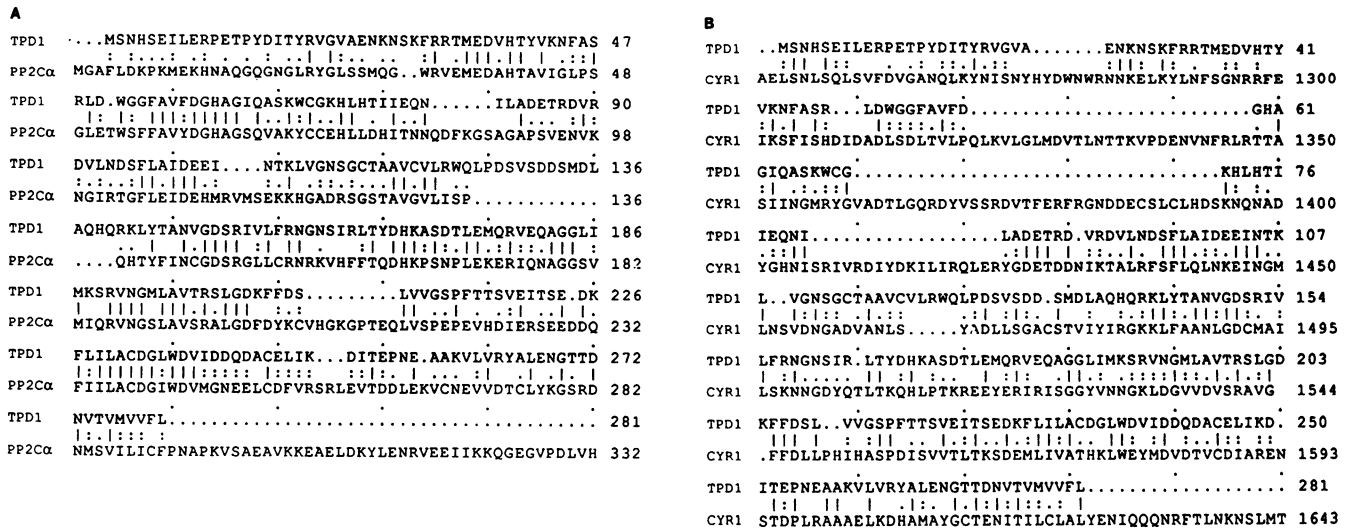 A
TPD1 ....MSNHSEILERPETPYDITYRVGVAENKNSKFRRTMEDVHTYVKNFAS 47
PP2Cα MGAFLDKPKMEKHNAQGQGNGLRYGLSSMQG..WRVEMEDAHTAVIGLPS 48
TPD1 RLD.WGGFAVFDGHAGIQASKWCGKHLHTIIEQN......ILADETRDVR 90
PP2Cα GLETWSFFAVYDGHAGSQVAKYCCEHLLDHITNNQDFKGSAGAPSVENVK 98
TPD1 DVLNDSFLAIDEEI....NTKLVGNSGCTAAVCVLRWQLPDSVSDDSMDL 136
PP2Cα NGIRTGFLEIDEHMRVMSEKKHGADRSGSTAVGVLISP............ 136
TPD1 AQHQRKLYTANVGDSRIVLFRNGNSIRLTYDHKASDTLEMQRVEQAGGLI 186
PP2Cα ....QHTYFINCGDSRGLLCRNRKVHFFTQDHKPSNPLEKERIQNAGGSV 182
TPD1 MKSRVNGMLAVTRSLGDKFFDS.........LVVGSPFTTSVEITSE.DK 226
PP2Cα MIQRVNGSLAVSRALGDFDYKCVHGKGPTEQLVSPEPEVHDIERSEEDDQ 232
TPD1 FLILACDGLWDVIDDQDACELIK...DITEPNE.AAKVLVRYALENGTTD 272
PP2Cα FIILACDGIWDVMGNEELCDFVRSRLEVTDDLEKVCNEVVDTCLYKGSRD 282
TPD1 NVTVMVVFL......................................... 281
PP2Cα NMSVILICFPNAPKVSAEAVKKEAELDKYLENRVEEIIKKQGEGVPDLVH 332
B
TPD1 ..MSNHSEILERPETPYDITYRVGVA.......ENKNSKFRRTMEDVHTY 41
CYR1 AELSNLSQLSVFDVGANQLKYNISNYHYDWNWRNNKELKYLNFSGNRRFE 1300
TPD1 VKNFASR...LDWGGFAVFD...........................GHA 61
CYR1 IKSFISHDIDADLSDLTVLPQLKVLGLMDVTLNTTKVPDENVNFRLRTTA 1350
TPD1 GIQASKWCG...................................KHLHTI 76
CYR1 SIINGMRYGVADTLGQRDYVSSRDVTFERFRGNDDECSLCLHDSKNQNAD 1400
TPD1 IEQNI..................LADETRD.VRDVLNDSFLAIDEEINTK 107
CYR1 YGHNISRIVRDIYDKILIRQLERYGDETDDNIKTALRFSFLQLNKEINGM 1450
TPD1 L..VGNSGCTAAVCVLRWQLPDSVSDD.SMDLAQHQRKLYTANVGDSRIV 154
CYR1 LNSVDNGADVANLS.....YADLLSGACSTVIYIRGKKLFAANLGDCMAI 1495
TPD1 LFRNGNSIR.LTYDHKASDTLEMQRVEQAGGLIMKSRVNGMLAVTRSLGD 203
CYR1 LSKNNGDYQTLTKQHLPTKREEYERIRISGGYVNNGKLDGVVDVSRAVG 1544
TPD1 KFFDSL..VVGSPFTTSVEITSEDKFLILACDGLWDVIDDQDACELIKD. 250
CYR1 .FFDLLPHIHASPDISVVTLTKSDEMLIVATHKLWEYMDVDTVCDIAREN 1593
TPD1 ITEPNEAAKVLVRYALENGTTDNVTVMVVFL................... 281
CYR1 STDPLRAAAELKDHAMAYGCTENITILCLALYENIQQQNRFTLNKNSLMT 1643